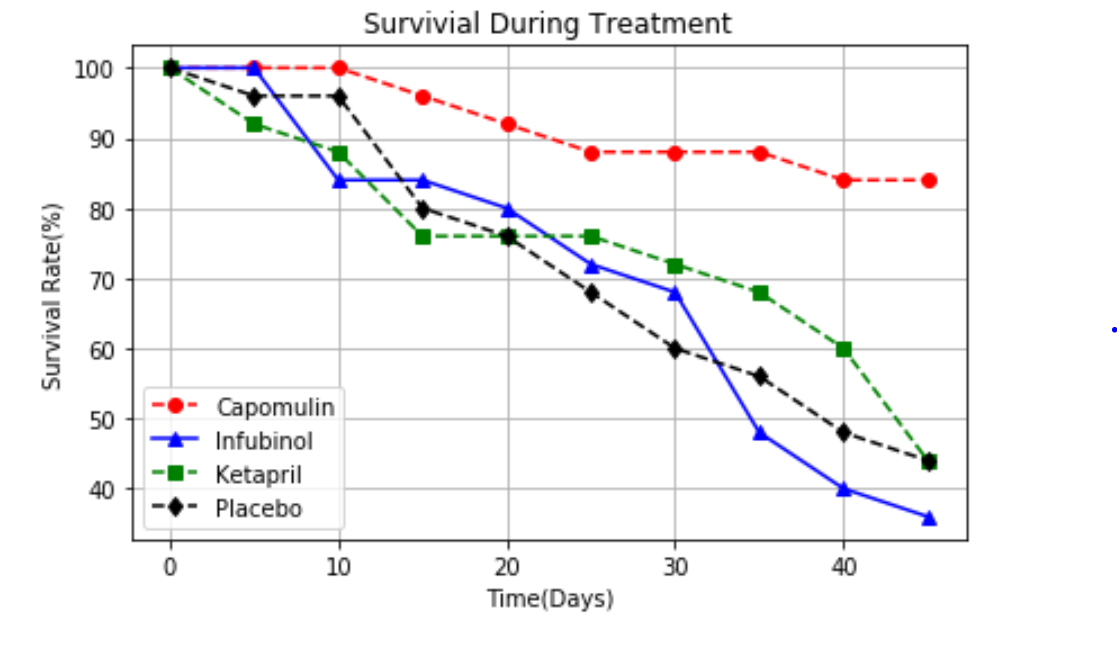 Survivial During Treatment
100
90
80
70
60
50
40
Survival Rate(%)
Capomulin
Infubinol
Ketapril
Placebo
0 10 20 30 40
Time(Days)